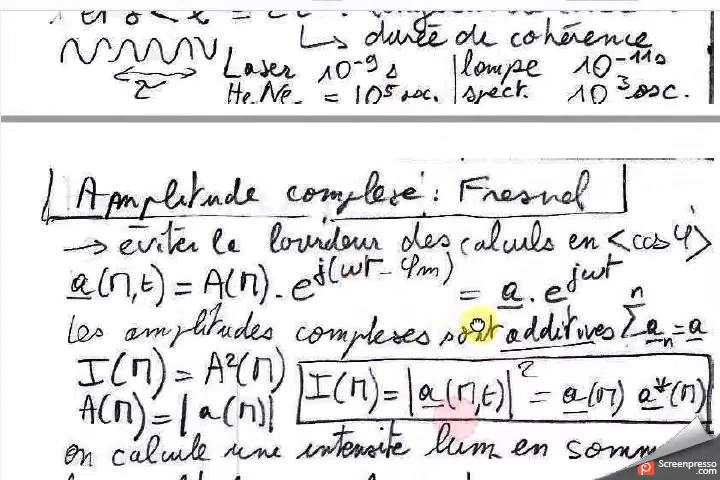 ↳ durée de cohérence
τ Laser 10⁻⁹ s | lampe 10⁻¹¹ s
He.Ne. = 10⁵ osc. | spect. 10³ osc.
Amplitude complexe : Fresnel
→ éviter la lourdeur des calculs en <cos φ>
a(M,t) = A(M) . e^{j(ωt - φm)} = a . e^{jωt}
les amplitudes complexes sont additives Σⁿ aₙ = a
I(M) = A²(M)
A(M) = |a(M)|
I(M) = |a(M,t)|² = a(M) a*(M)
on calcule une intensité lum en somm
Screenpresso